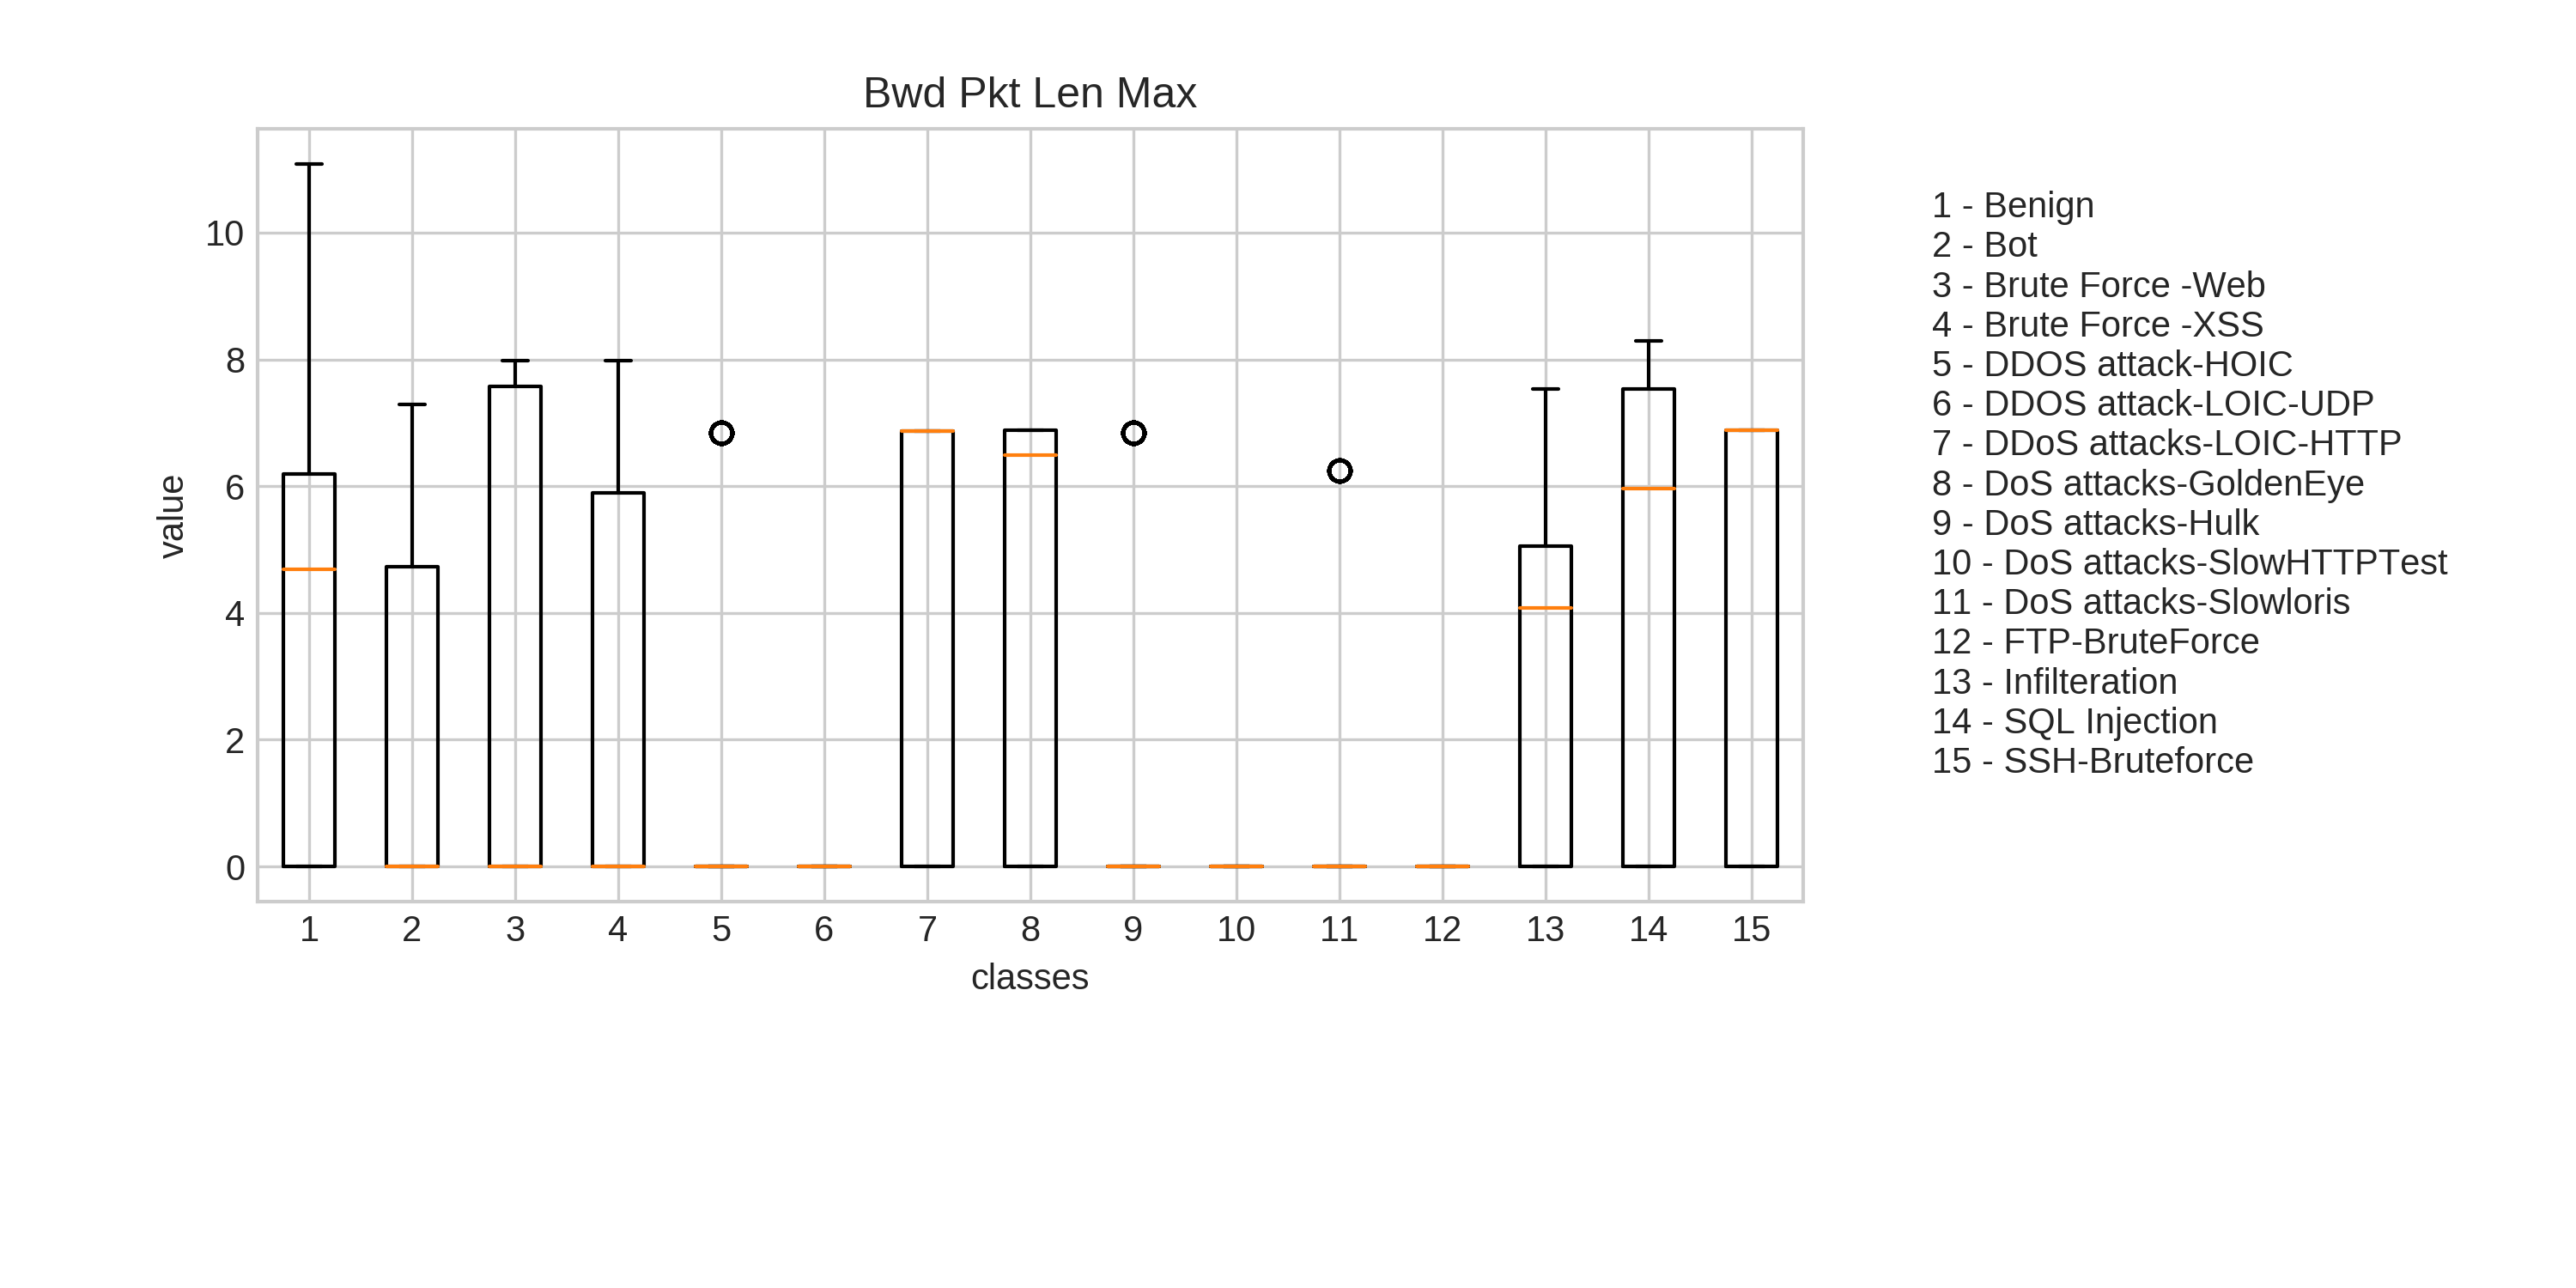 Bwd Pkt Len Max
value
10
8
6
4
2
0
1 2 3 4 5 6 7 8 9 10 11 12 13 14 15
classes
1 - Benign
2 - Bot
3 - Brute Force -Web
4 - Brute Force -XSS
5 - DDOS attack-HOIC
6 - DDOS attack-LOIC-UDP
7 - DDoS attacks-LOIC-HTTP
8 - DoS attacks-GoldenEye
9 - DoS attacks-Hulk
10 - DoS attacks-SlowHTTPTest
11 - DoS attacks-Slowloris
12 - FTP-BruteForce
13 - Infilteration
14 - SQL Injection
15 - SSH-Bruteforce